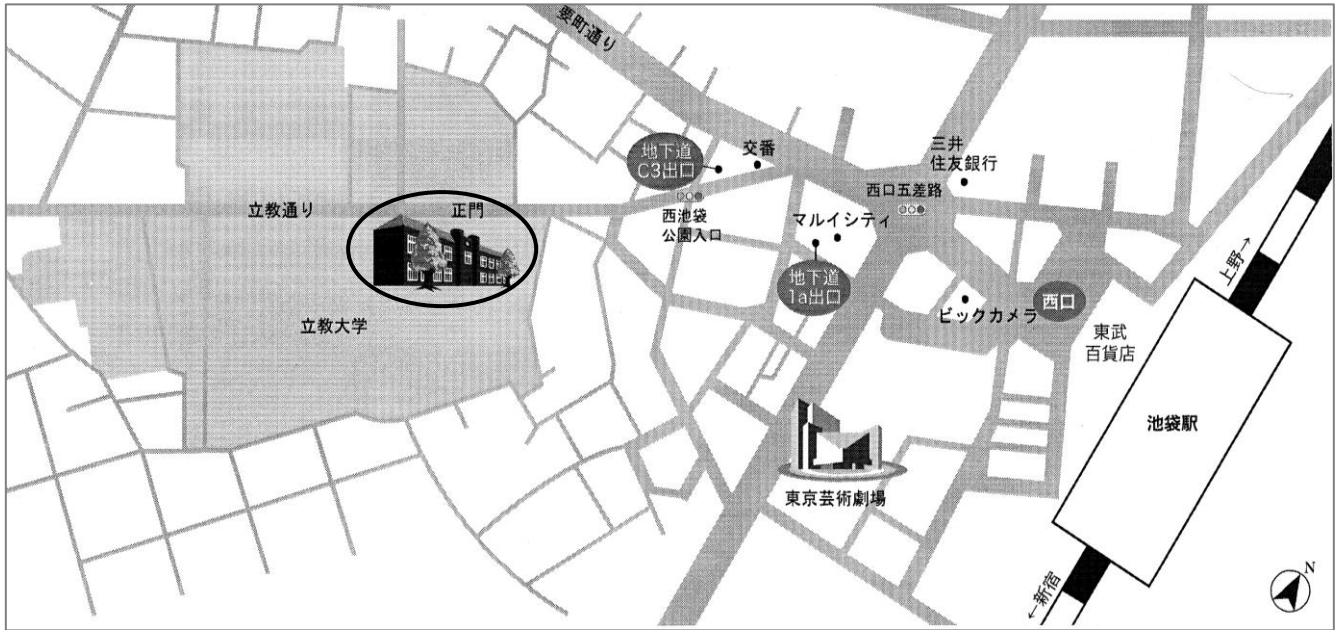 要町通り
地下道
C3出口
交番
三井
住友銀行
西口五差路
立教通り
正門
西池袋
公園入口
マルイシティ
地下道
1a出口
西口
ビックカメラ
東武
百貨店
上野→
立教大学
池袋駅
東京芸術劇場
←新宿
N